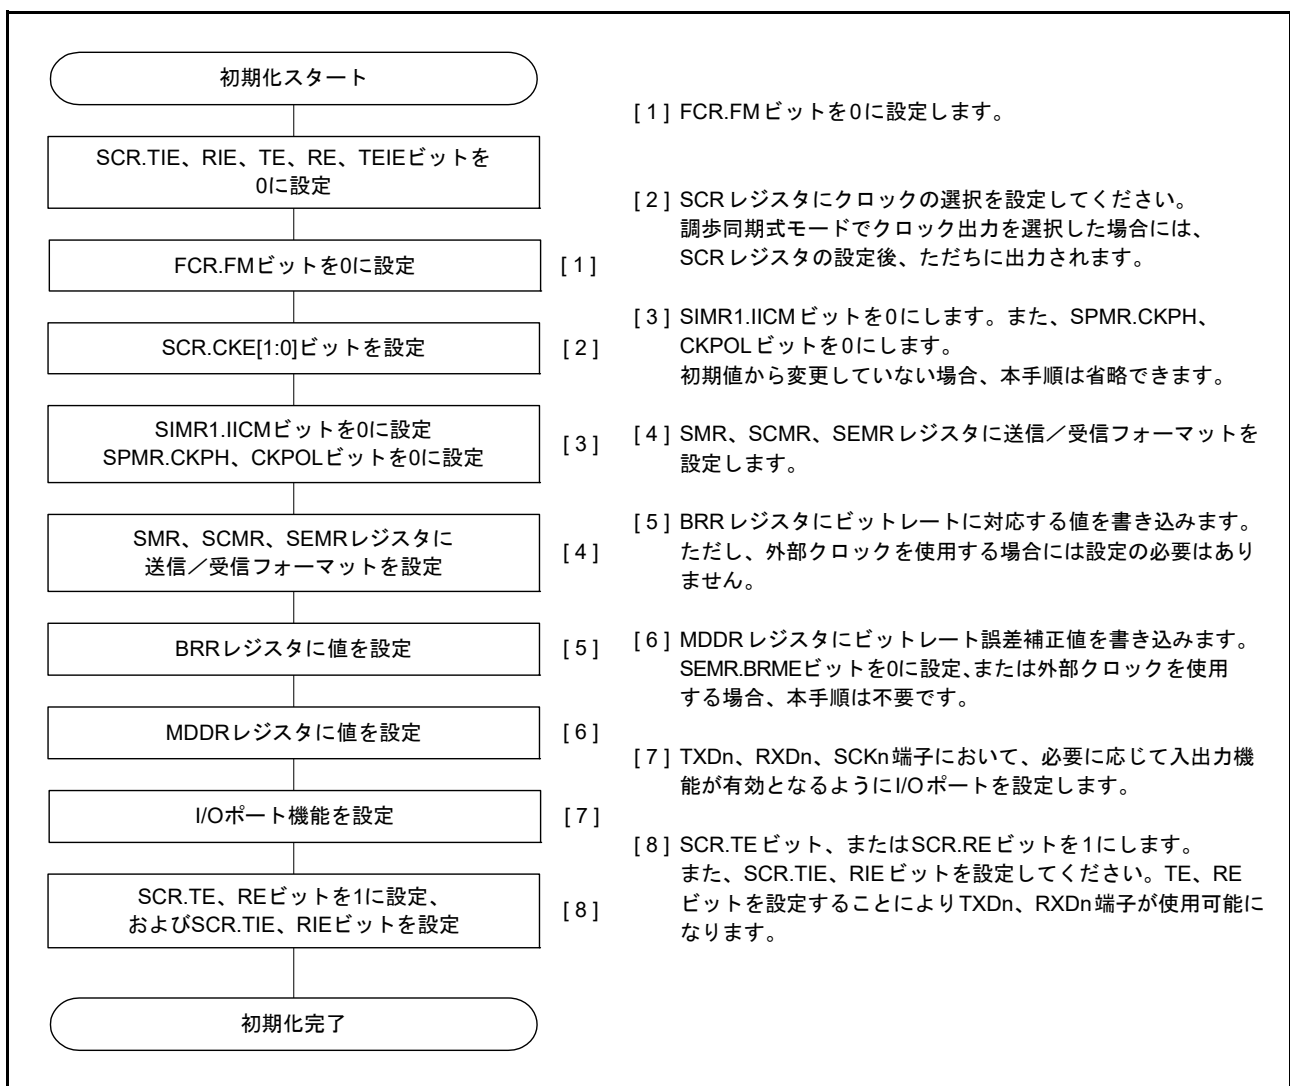 初期化スタート
SCR.TIE、RIE、TE、RE、TEIEビットを
0に設定
FCR.FMビットを0に設定
[ 1 ]
SCR.CKE[1:0]ビットを設定
[ 2 ]
SIMR1.IICMビットを0に設定
SPMR.CKPH、CKPOLビットを0に設定
[ 3 ]
SMR、SCMR、SEMRレジスタに
送信／受信フォーマットを設定
[ 4 ]
BRRレジスタに値を設定
[ 5 ]
MDDRレジスタに値を設定
[ 6 ]
I/Oポート機能を設定
[ 7 ]
SCR.TE、REビットを1に設定、
およびSCR.TIE、RIEビットを設定
[ 8 ]
初期化完了
[ 1 ] FCR.FMビットを0に設定します。
[ 2 ] SCRレジスタにクロックの選択を設定してください。
調歩同期式モードでクロック出力を選択した場合には、
SCRレジスタの設定後、ただちに出力されます。
[ 3 ] SIMR1.IICMビットを0にします。また、SPMR.CKPH、
CKPOLビットを0にします。
初期値から変更していない場合、本手順は省略できます。
[ 4 ] SMR、SCMR、SEMRレジスタに送信／受信フォーマットを
設定します。
[ 5 ] BRRレジスタにビットレートに対応する値を書き込みます。
ただし、外部クロックを使用する場合には設定の必要はあり
ません。
[ 6 ] MDDRレジスタにビットレート誤差補正値を書き込みます。
SEMR.BRMEビットを0に設定、または外部クロックを使用
する場合、本手順は不要です。
[ 7 ] TXDn、RXDn、SCKn端子において、必要に応じて入出力機
能が有効となるようにI/Oポートを設定します。
[ 8 ] SCR.TEビット、またはSCR.REビットを1にします。
また、SCR.TIE、RIEビットを設定してください。TE、RE
ビットを設定することによりTXDn、RXDn端子が使用可能に
なります。